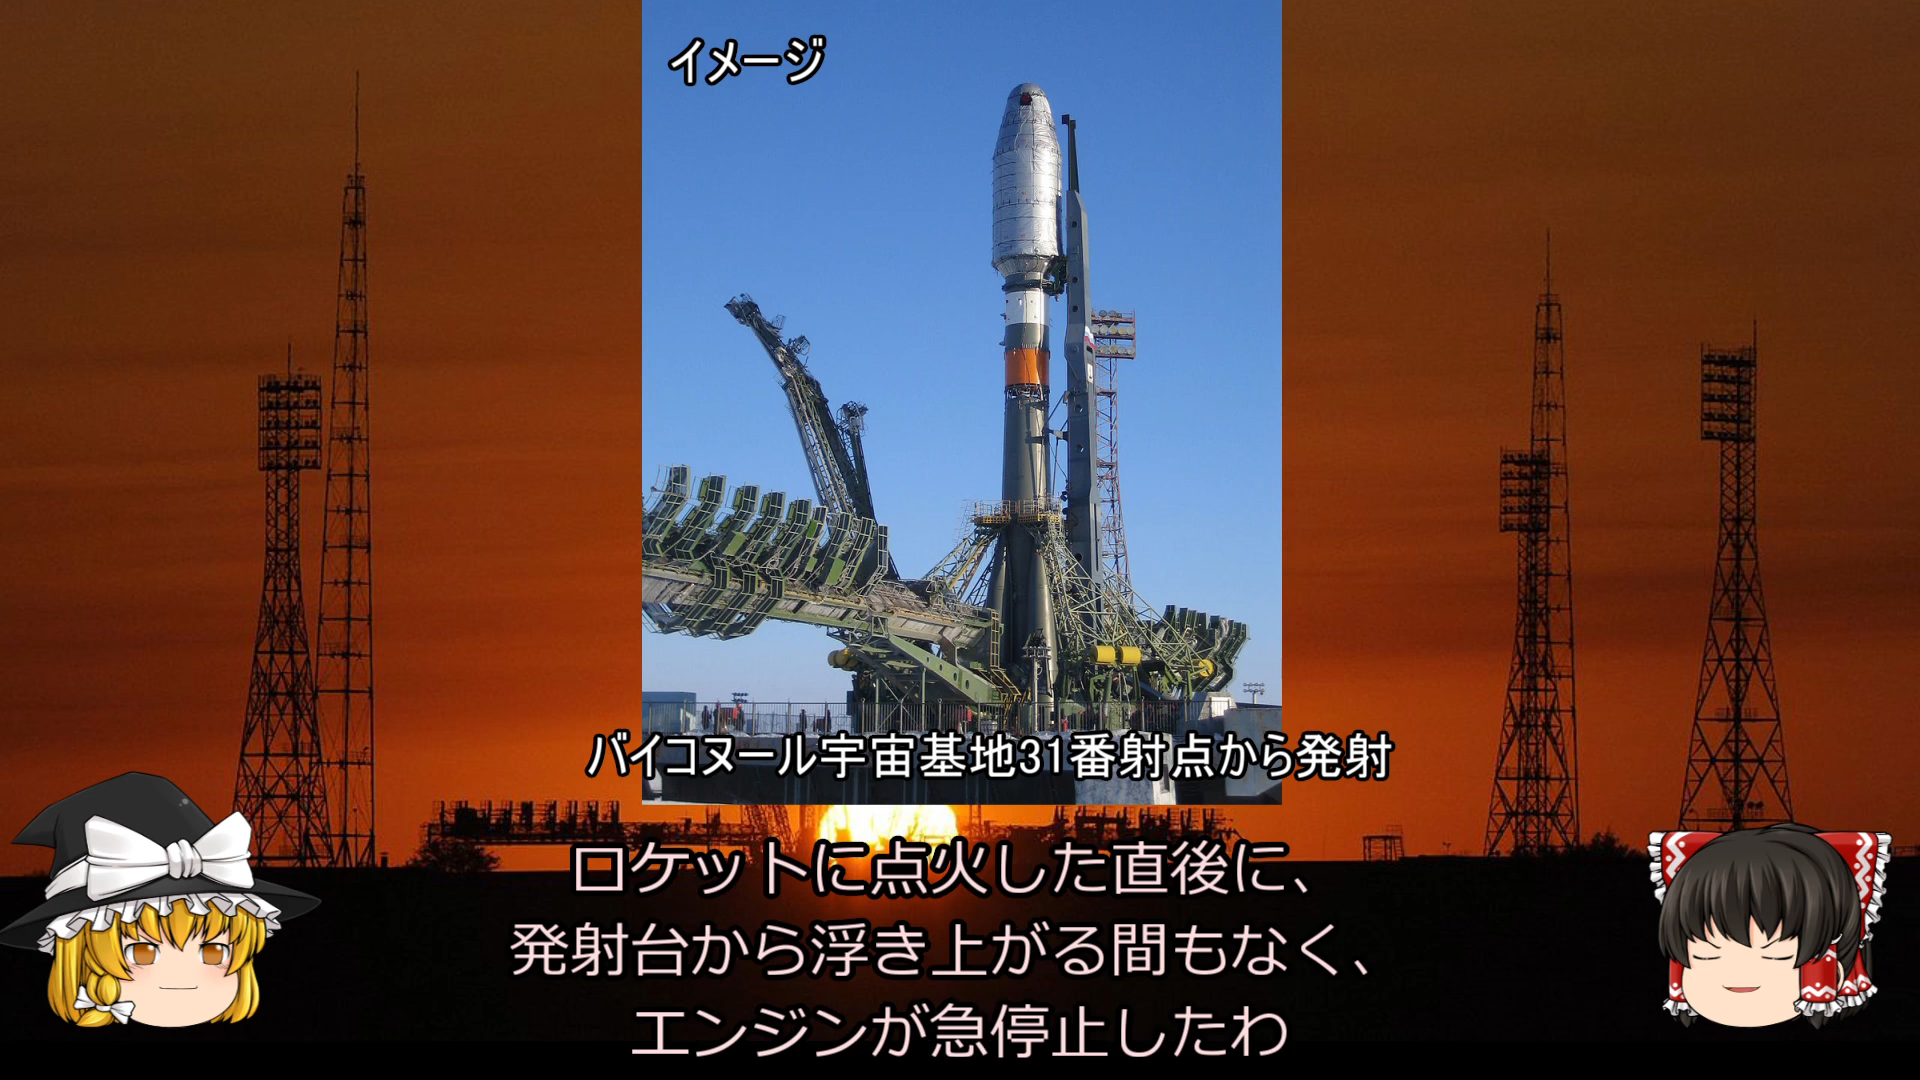 イメージ
バイコヌール宇宙基地31番射点から発射
ロケットに点火した直後に、
発射台から浮き上がる間もなく、
エンジンが急停止したわ